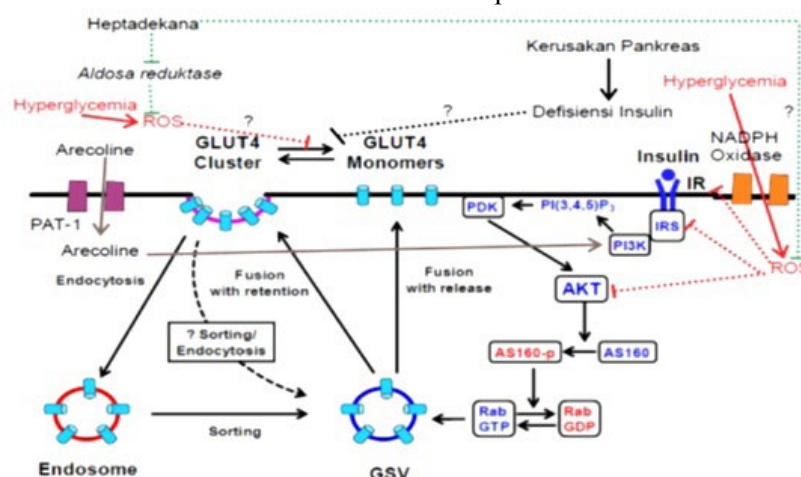 Heptadekana
Kerusakan Pankreas
Aldosa reduktase
Hyperglycemia
Hyperglycemia
ROS
?
?
Defisiensi Insulin
?
Arecoline
GLUT4
Cluster
GLUT4
Monomers
Insulin
NADPH
Oxidase
IR
PAT-1
PDK
PI(3,4,5)P3
IRS
Arecoline
PI3K
ROS
Endocytosis
Fusion
with retention
Fusion
with release
AKT
? Sorting/
Endocytosis
AS160-p
AS160
Rab
GTP
Rab
GDP
Sorting
Endosome
GSV